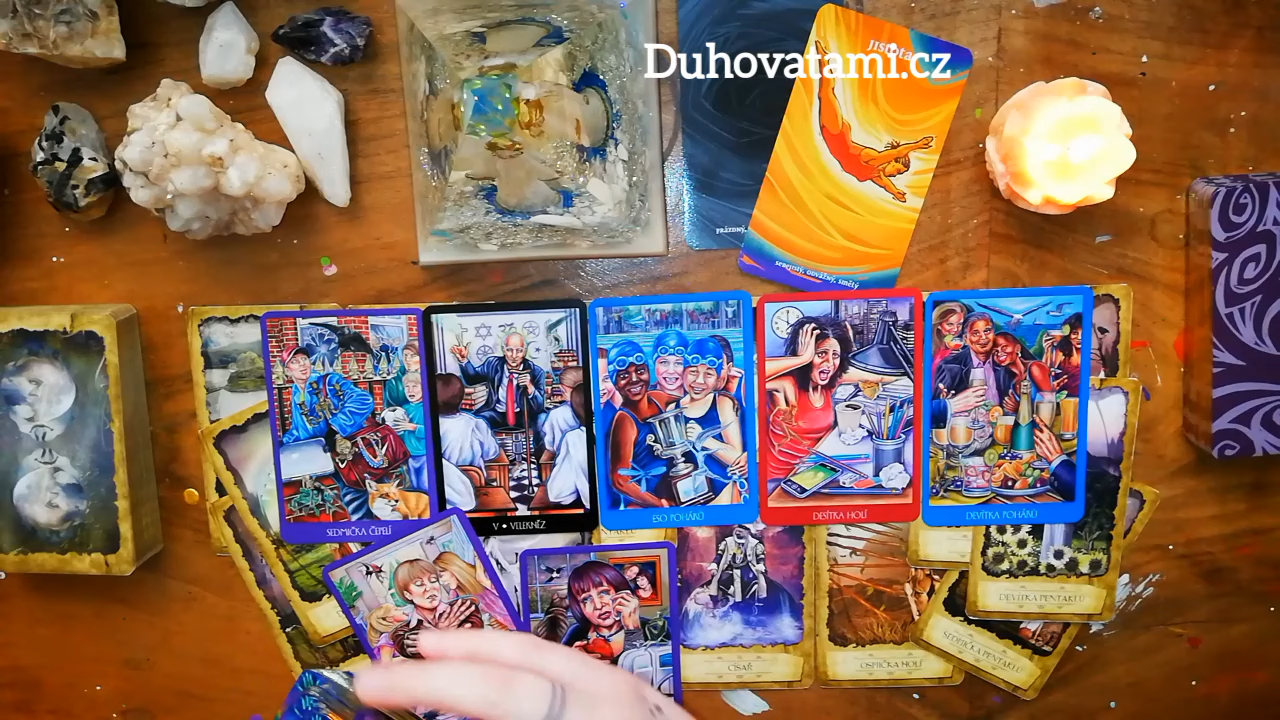 Duhovatami.cz
JISTOTA
PRÁZDNÝ,
SEBEJISTÝ, ODVÁŽNÝ, SMĚLÝ
SEDMIČKA ČEPELÍ
V • VELEKNĚZ
ESO POHÁRŮ
DESÍTKA HOLÍ
DEVÍTKA POHÁRŮ
PENTAKLŮ
DEVÍTKA PENTAKLŮ
CÍSAŘ
OSMIČKA HOLÍ
SEDMIČKA PENTAKLŮ